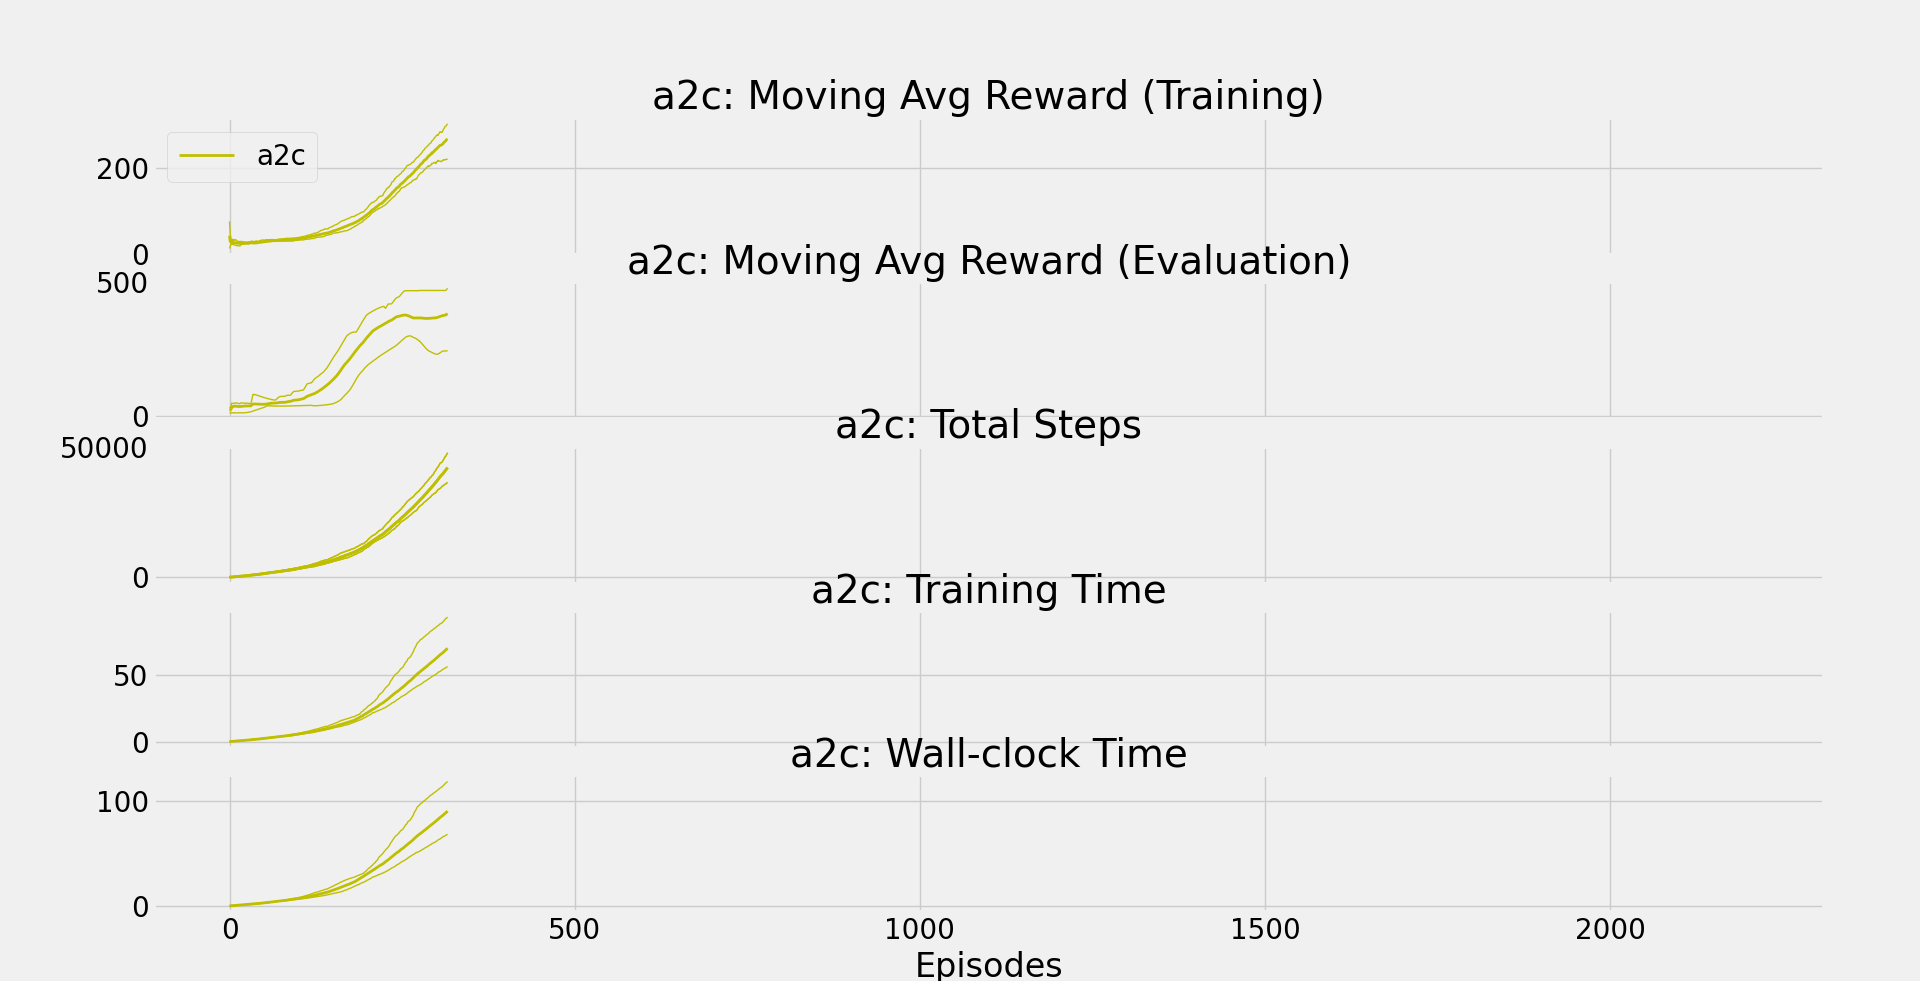 a2c: Moving Avg Reward (Training)
a2c
200
0
a2c: Moving Avg Reward (Evaluation)
500
0
a2c: Total Steps
50000
0
a2c: Training Time
50
0
a2c: Wall-clock Time
100
0
0 500 1000 1500 2000
Episodes